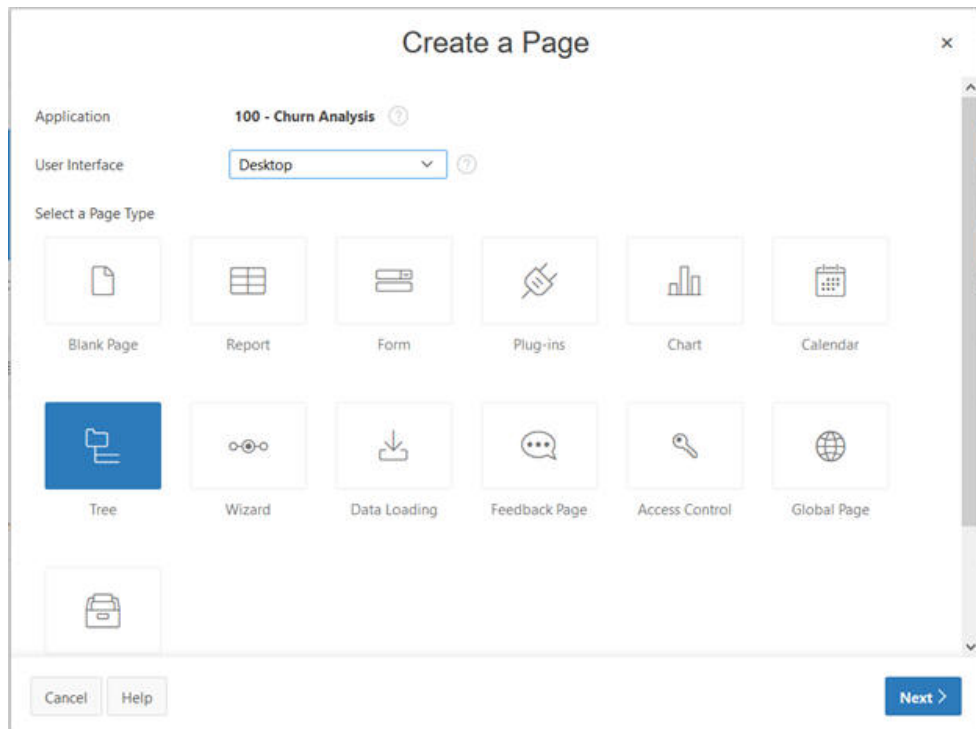 Create a Page
Application 100 - Churn Analysis ?
User Interface Desktop ?
Select a Page Type
Blank Page Report Form Plug-ins Chart Calendar
Tree Wizard Data Loading Feedback Page Access Control Global Page
Cancel Help Next >